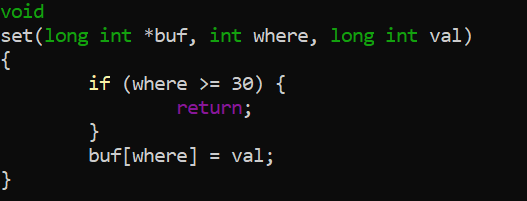 void
set(long int *buf, int where, long int val)
{
        if (where >= 30) {
                return;
        }
        buf[where] = val;
}